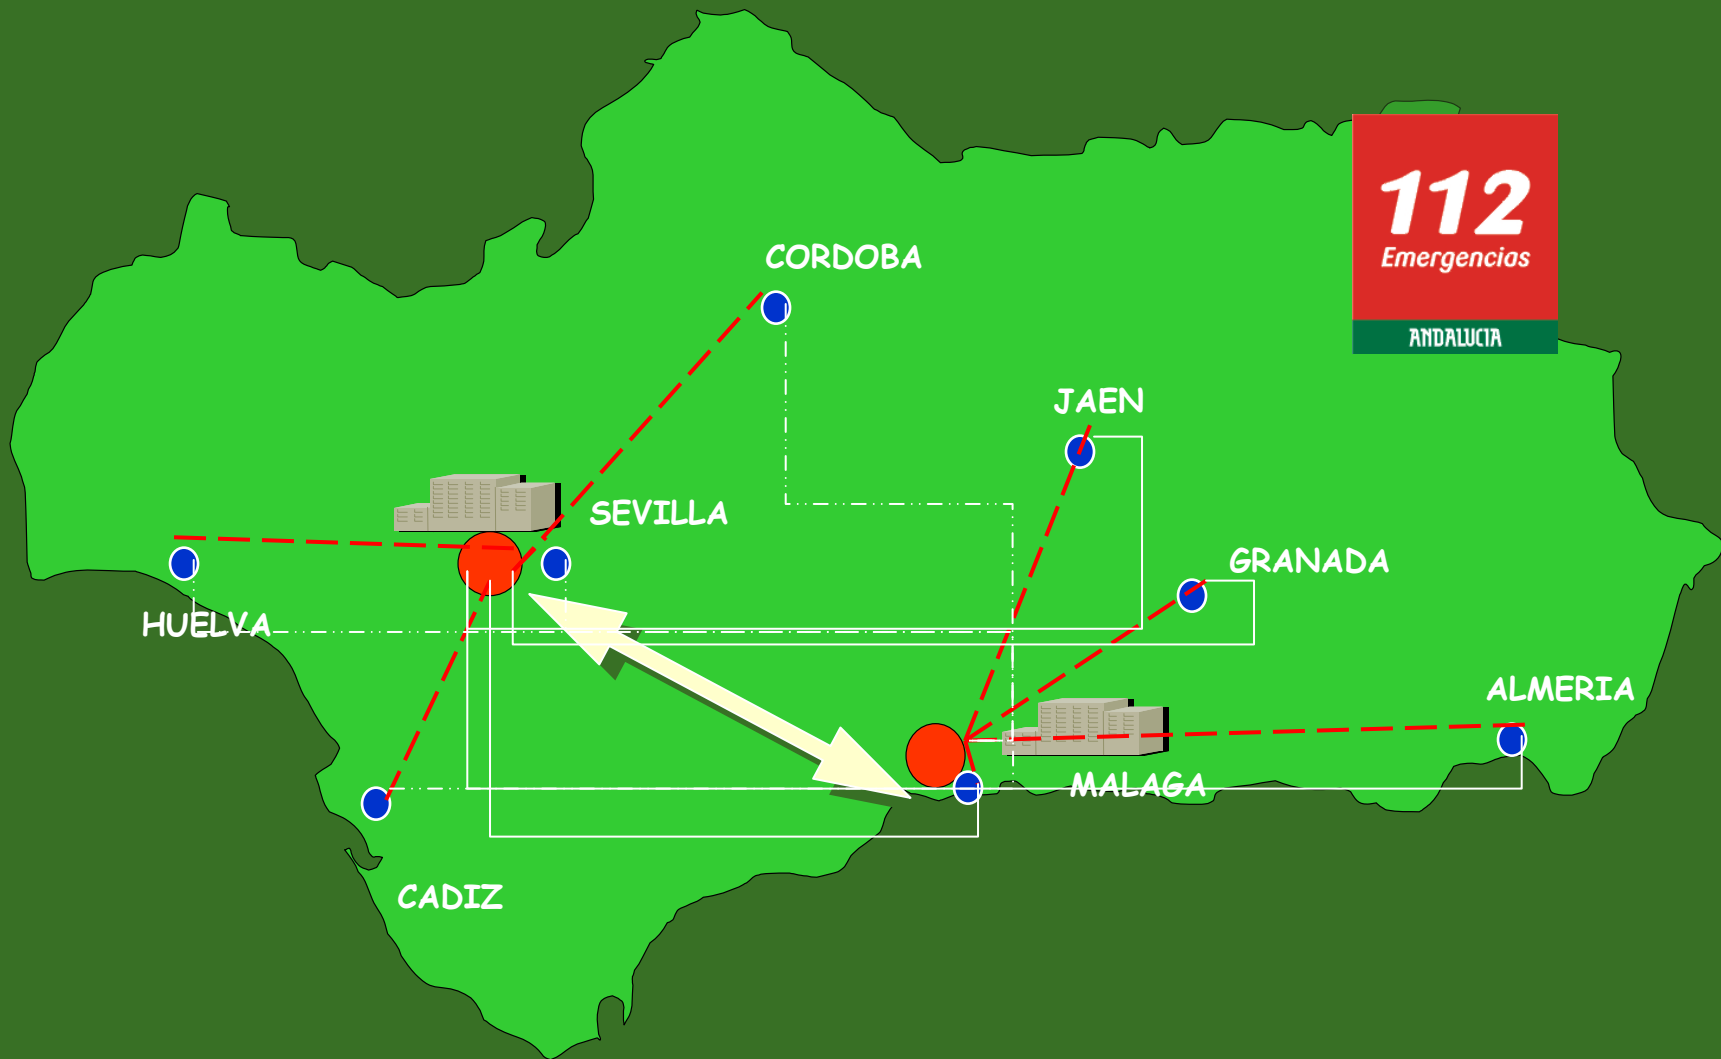 CORDOBA
112
Emergencias
ANDALUCIA
JAEN
SEVILLA
GRANADA
HUELVA
ALMERIA
MALAGA
CADIZ